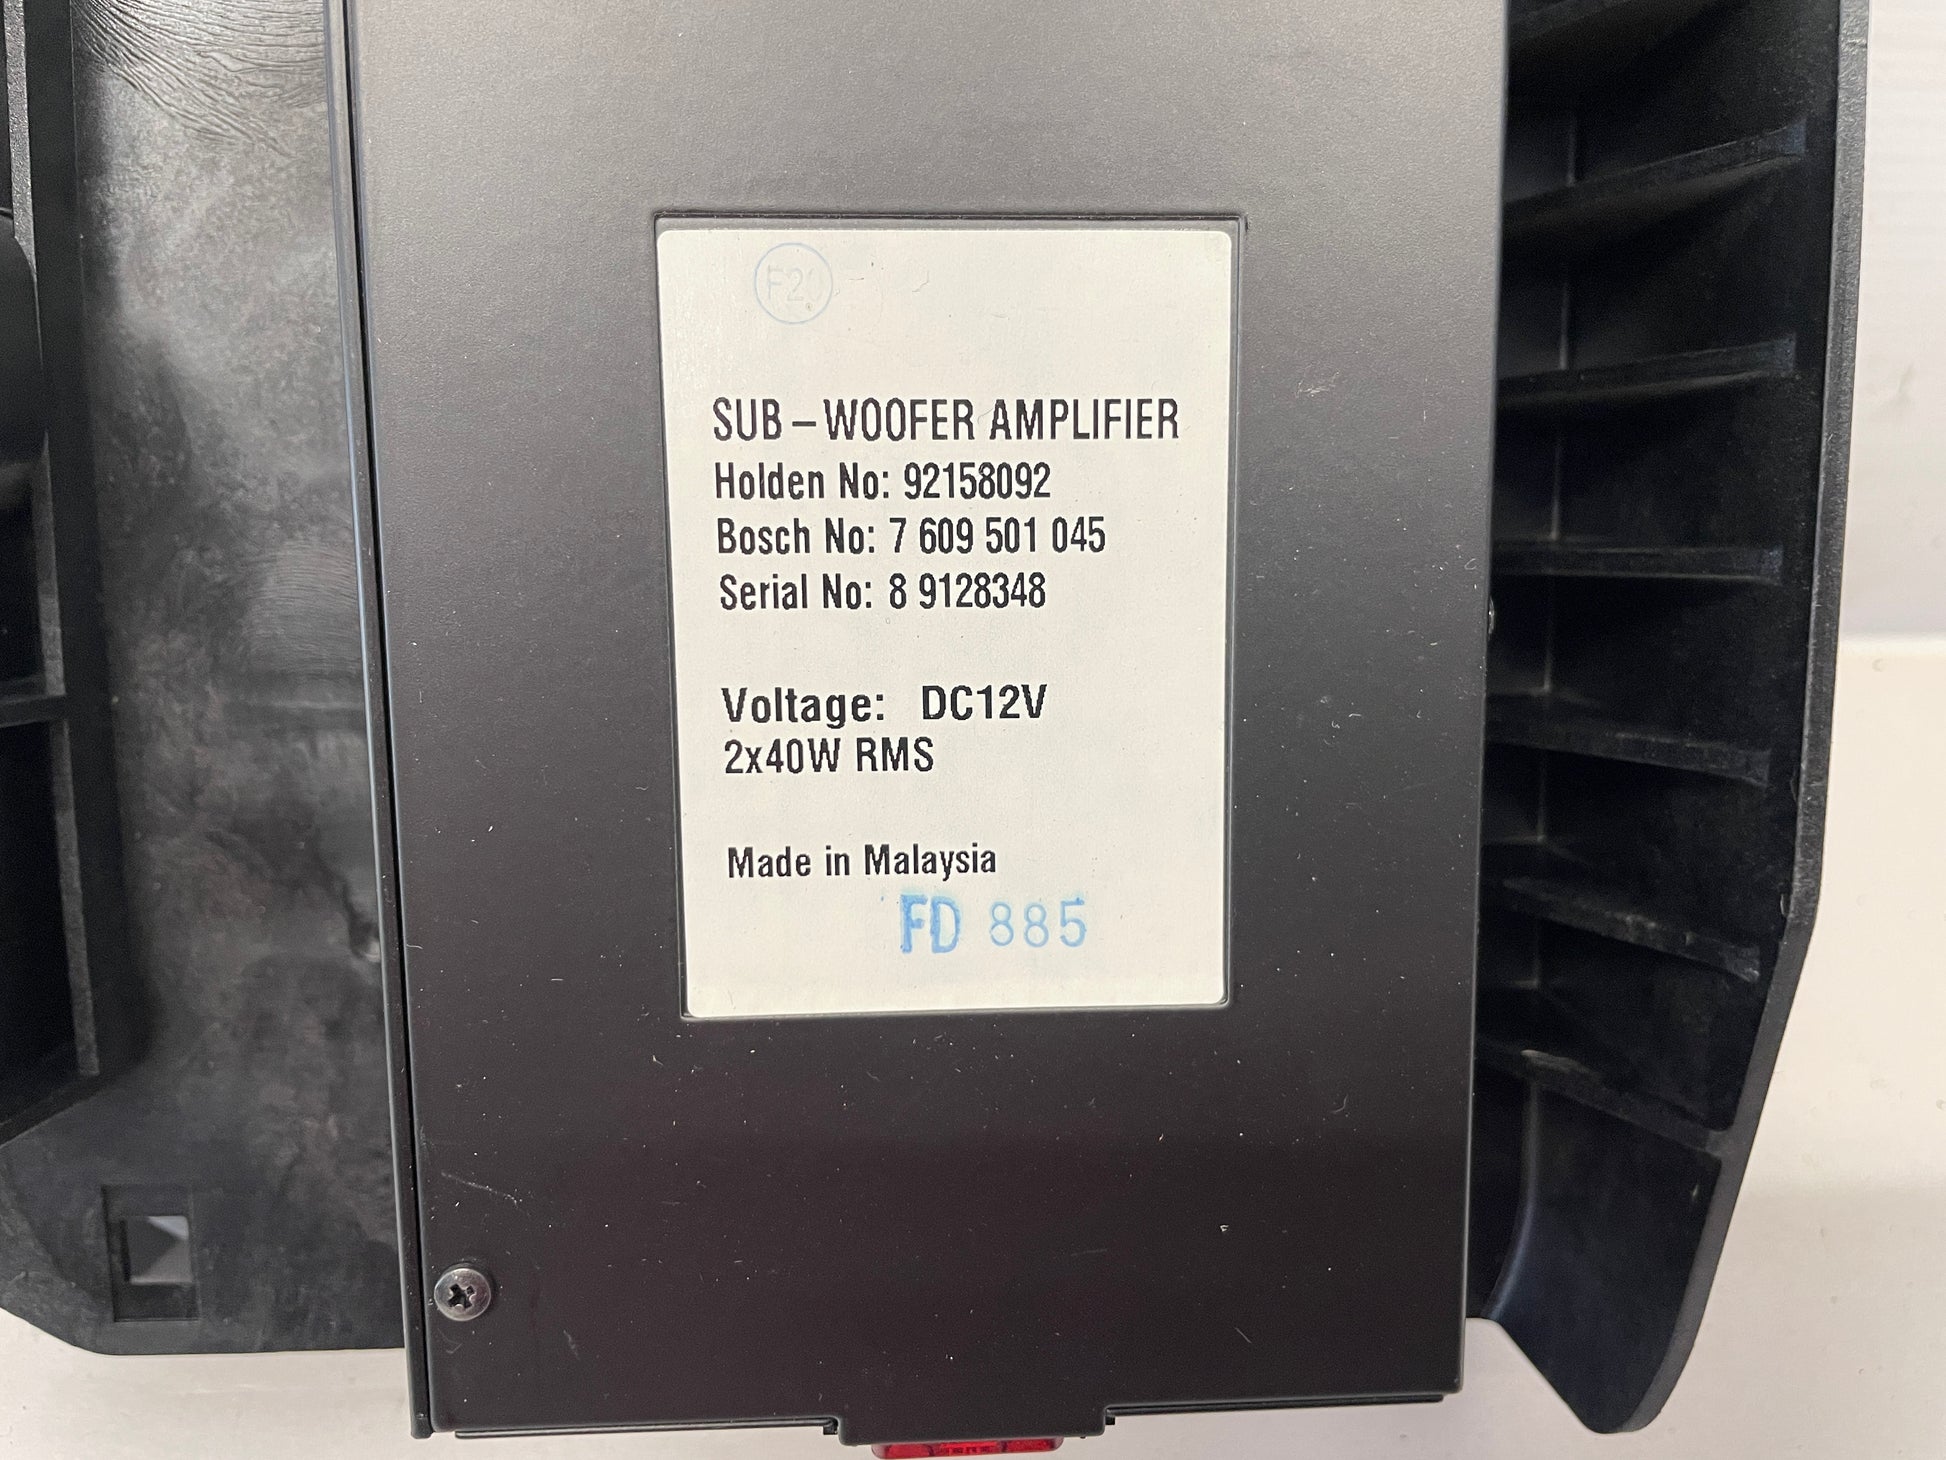 F2
SUB – WOOFER AMPLIFIER
Holden No: 92158092
Bosch No: 7 609 501 045
Serial No: 8 9128348
Voltage: DC12V
2x40W RMS
Made in Malaysia
FD 885